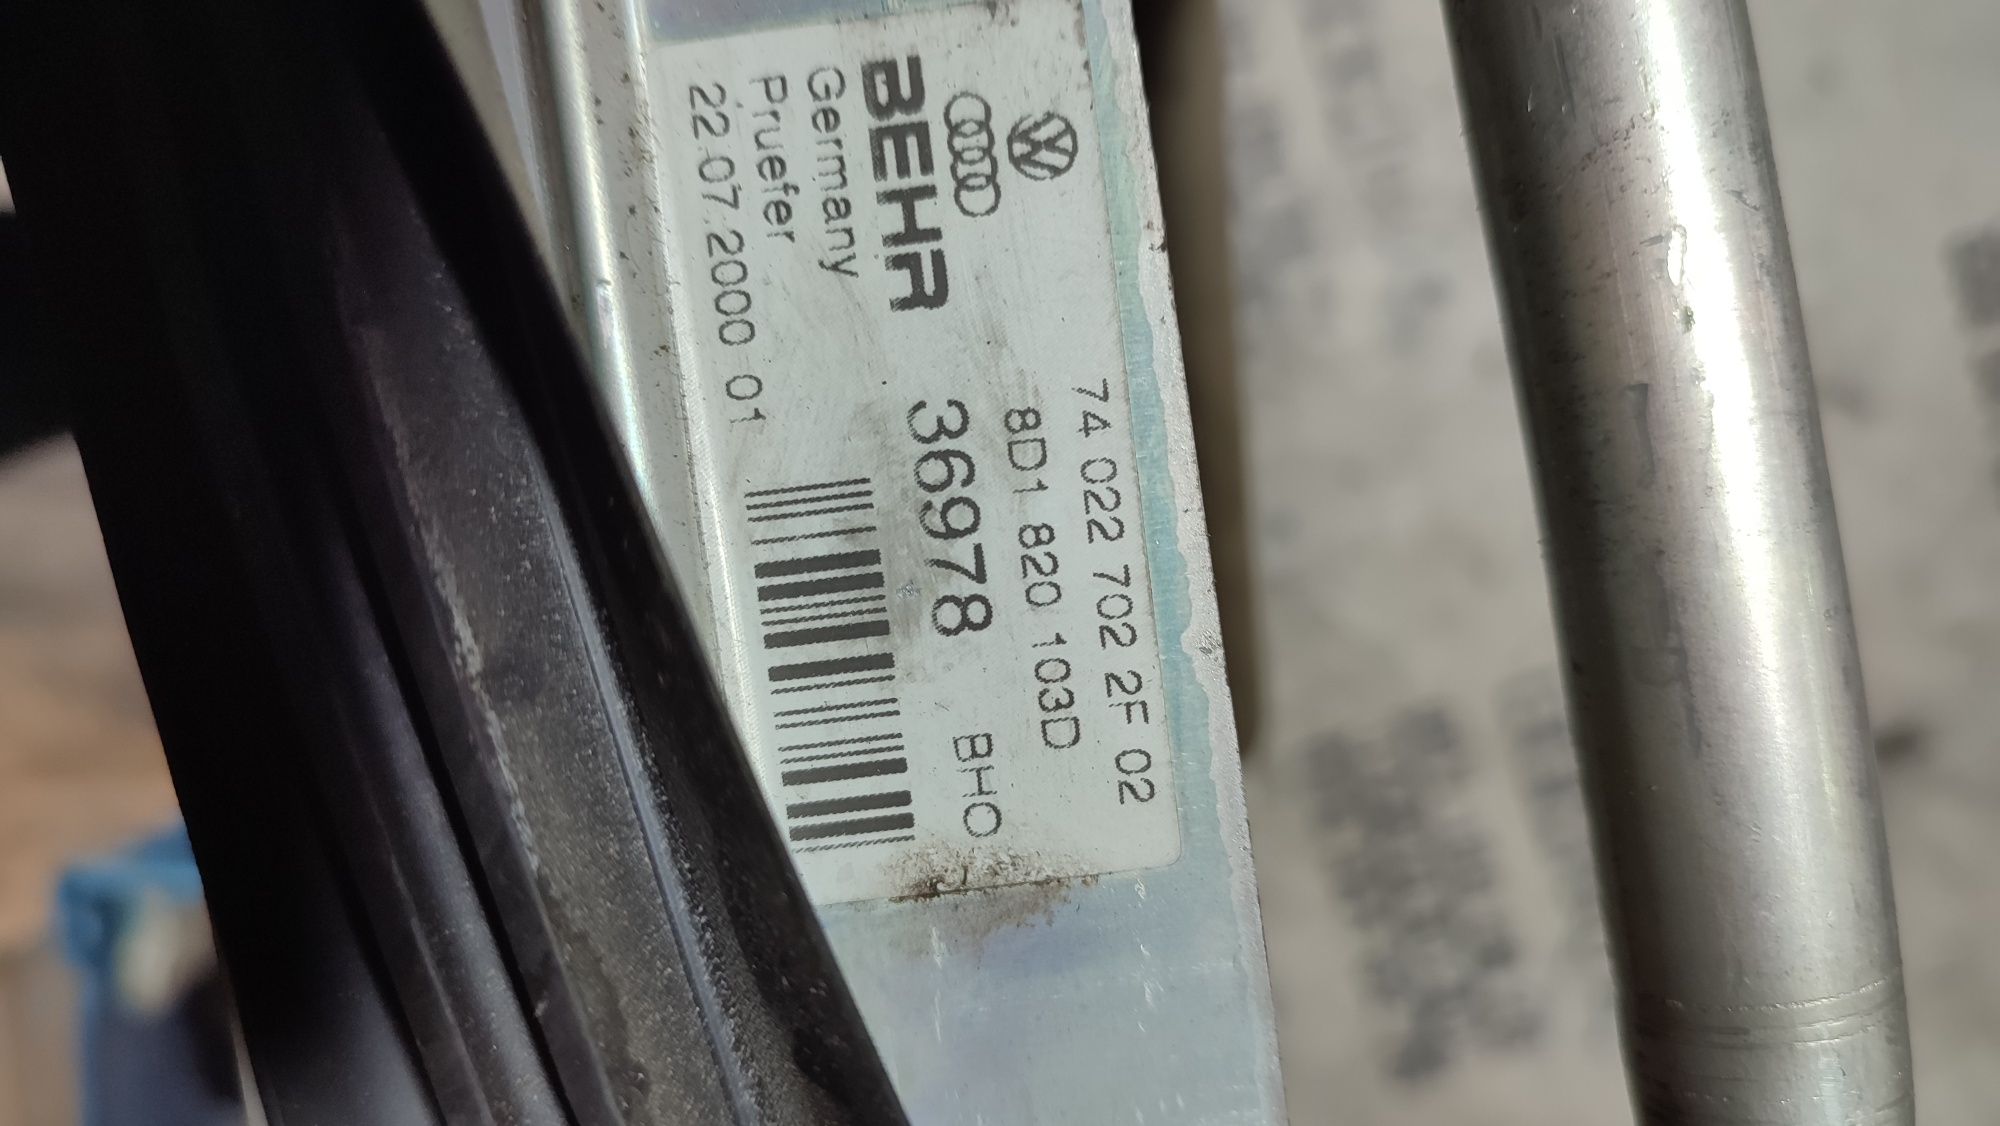 74 022 702 2F 02
8D1 820 103D
BEHR 36978 BHO
Germany
Pruefer
22.07.2000 01